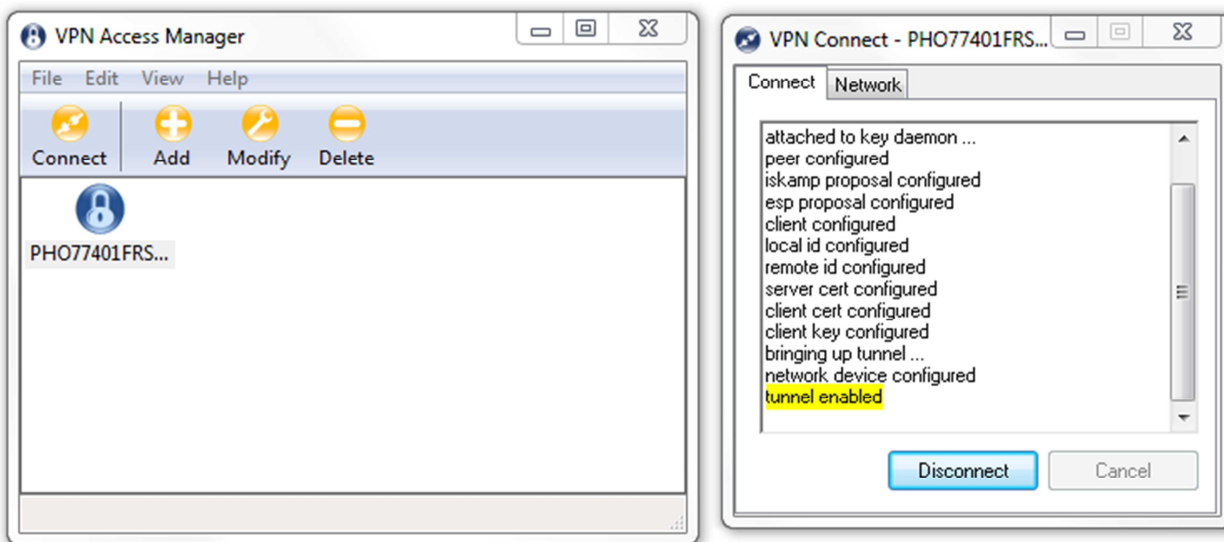 VPN Access Manager
File Edit View Help
Connect Add Modify Delete
PHO77401FRS...
VPN Connect - PHO77401FRS...
Connect Network
attached to key daemon ...
peer configured
iskamp proposal configured
esp proposal configured
client configured
local id configured
remote id configured
server cert configured
client cert configured
client key configured
bringing up tunnel ...
network device configured
tunnel enabled
Disconnect Cancel